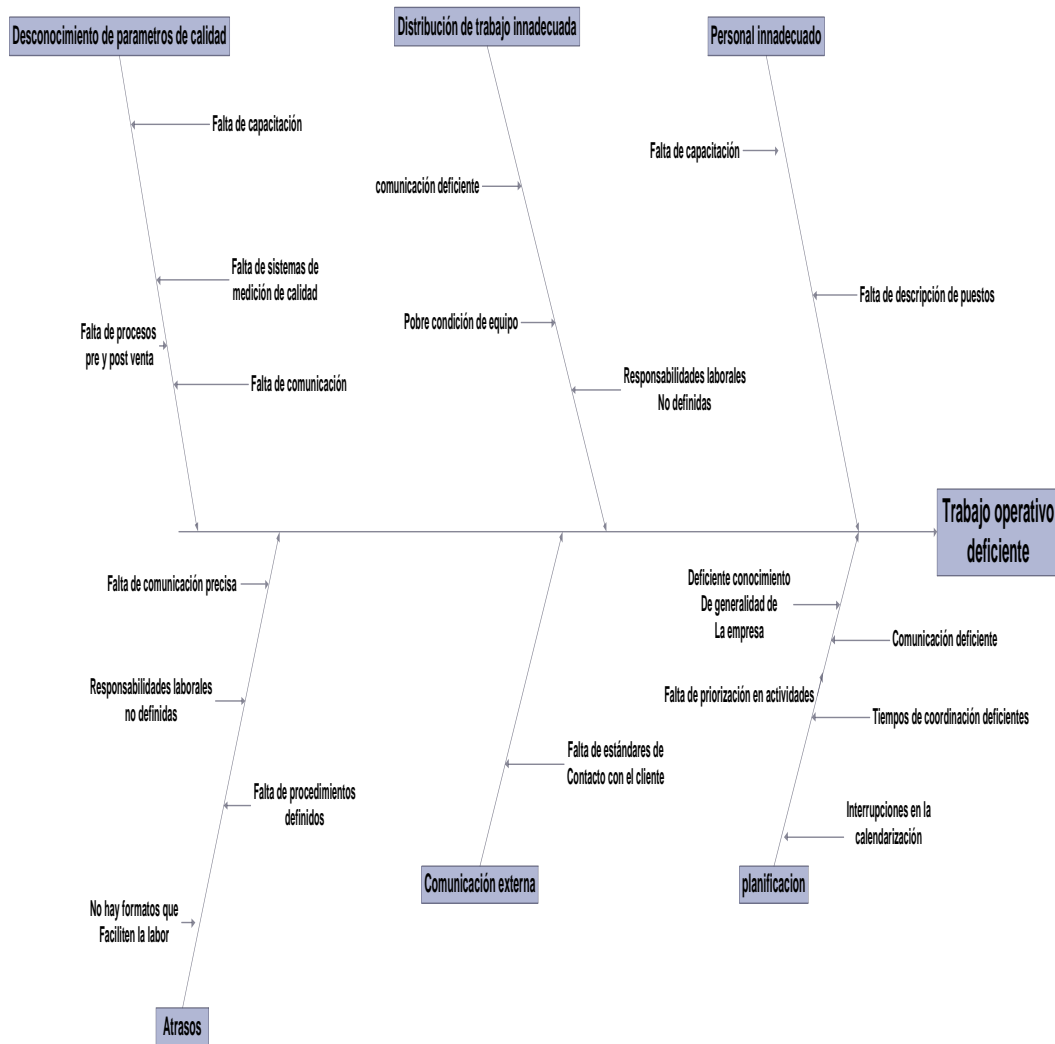 Desconocimiento de parametros de calidad
Distribución de trabajo innadecuada
Personal innadecuado
Falta de capacitación
Falta de capacitación
comunicación deficiente
Falta de sistemas de
medición de calidad
Falta de descripción de puestos
Pobre condición de equipo
Falta de procesos
pre y post venta
Falta de comunicación
Responsabilidades laborales
No definidas
Trabajo operativo
deficiente
Falta de comunicación precisa
Deficiente conocimiento
De generalidad de
La empresa
Comunicación deficiente
Responsabilidades laborales
no definidas
Falta de priorización en actividades
Tiempos de coordinación deficientes
Falta de estándares de
Contacto con el cliente
Falta de procedimientos
definidos
Interrupciones en la
calendarización
Comunicación externa
planificacion
No hay formatos que
Faciliten la labor
Atrasos